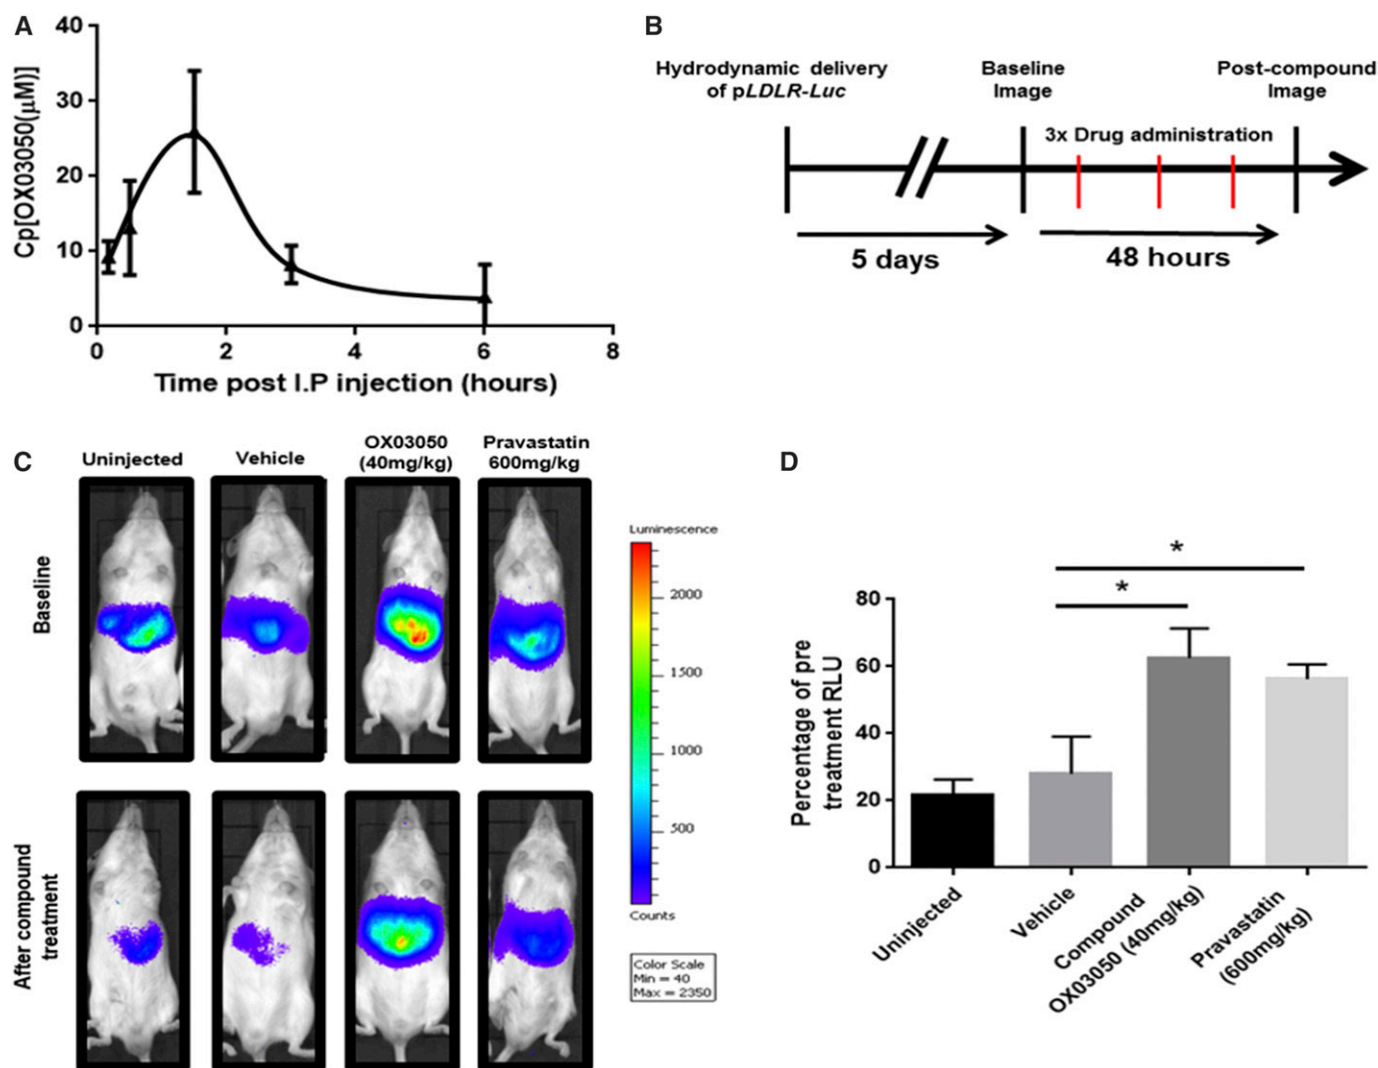 A
40
30
20
10
0
Cp[OX03050(μM)]
0 2 4 6 8
Time post I.P injection (hours)
B
Hydrodynamic delivery
of pLDLR-Luc
Baseline
Image
Post-compound
Image
3x Drug administration
5 days
48 hours
C
Uninjected
Vehicle
OX03050
(40mg/kg)
Pravastatin
600mg/kg
Baseline
After compound
treatment
Luminescence
2000
1500
1000
500
Counts
Color Scale
Min = 40
Max = 2350
D
*
*
80
60
40
20
0
Percentage of pre
treatment RLU
Uninjected
Vehicle
Compound
OX03050 (40mg/kg)
Pravastatin
(600mg/kg)